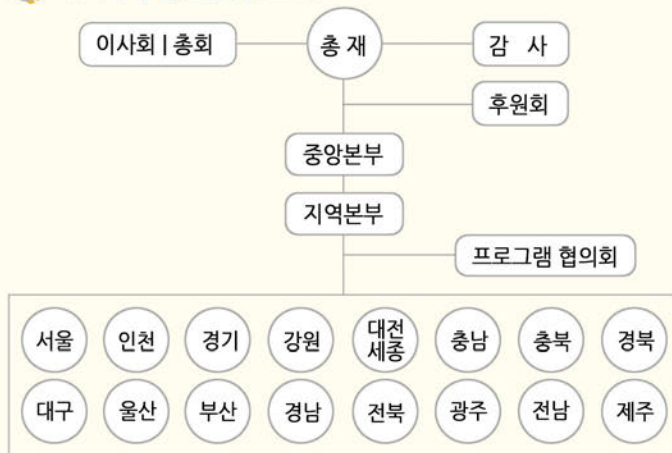 이사회 | 총회
총 재
감 사
후원회
중앙본부
지역본부
프로그램 협의회
서울
인천
경기
강원
대전
세종
충남
충북
경북
대구
울산
부산
경남
전북
광주
전남
제주